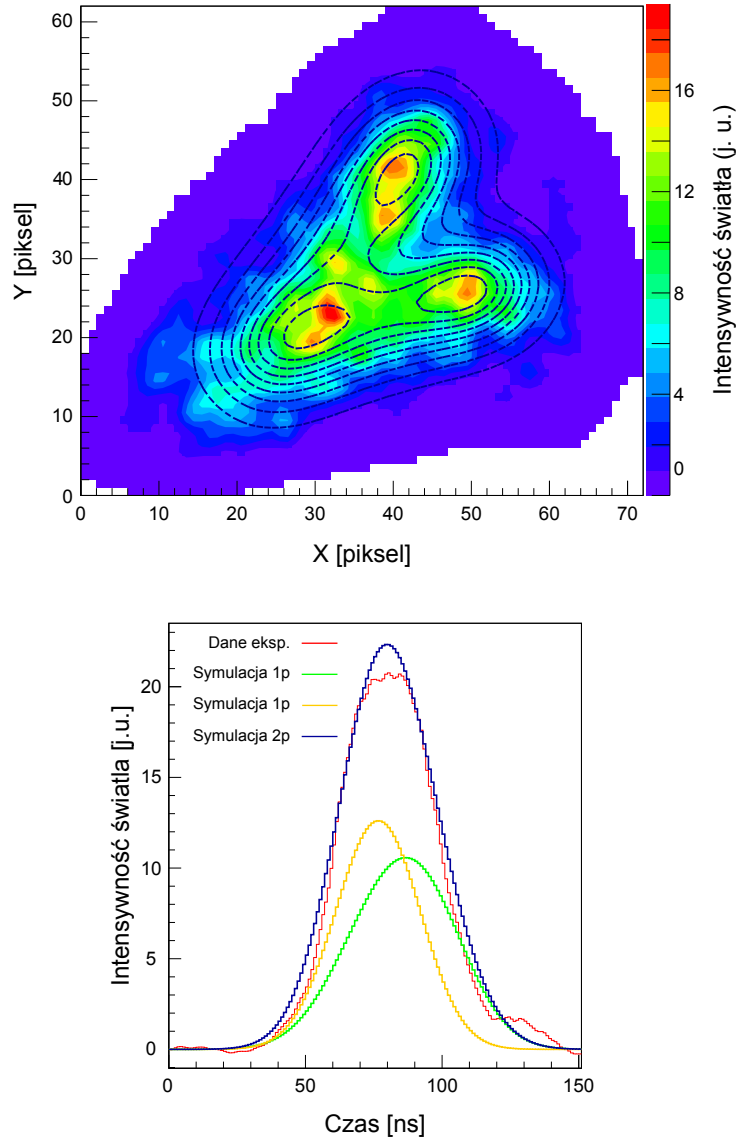 60
50
40
30
20
10
0
Y [piksel]
0 10 20 30 40 50 60 70
X [piksel]
16
12
8
4
0
Intensywność światła (j. u.)
Dane eksp.
Symulacja 1p
Symulacja 1p
Symulacja 2p
20
15
10
5
0
Intensywność światla [j.u.]
0 50 100 150
Czas [ns]